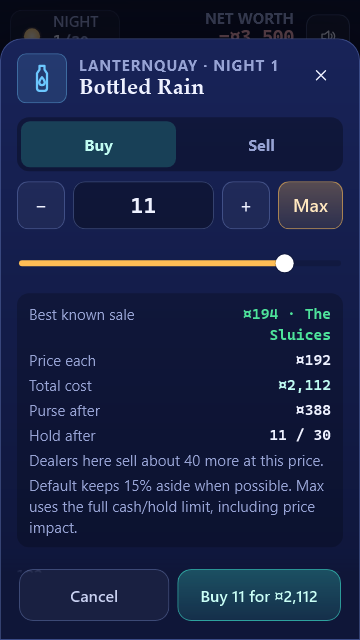 NIGHT
NET WORTH
−¤3,500
LANTERNQUAY · NIGHT 1
Bottled Rain
×
Buy
Sell
−
11
+
Max
Best known sale
¤194 · The
Sluices
Price each
¤192
Total cost
¤2,112
Purse after
¤388
Hold after
11 / 30
Dealers here sell about 40 more at this price.
Default keeps 15% aside when possible. Max
uses the full cash/hold limit, including price
impact.
Cancel
Buy 11 for ¤2,112